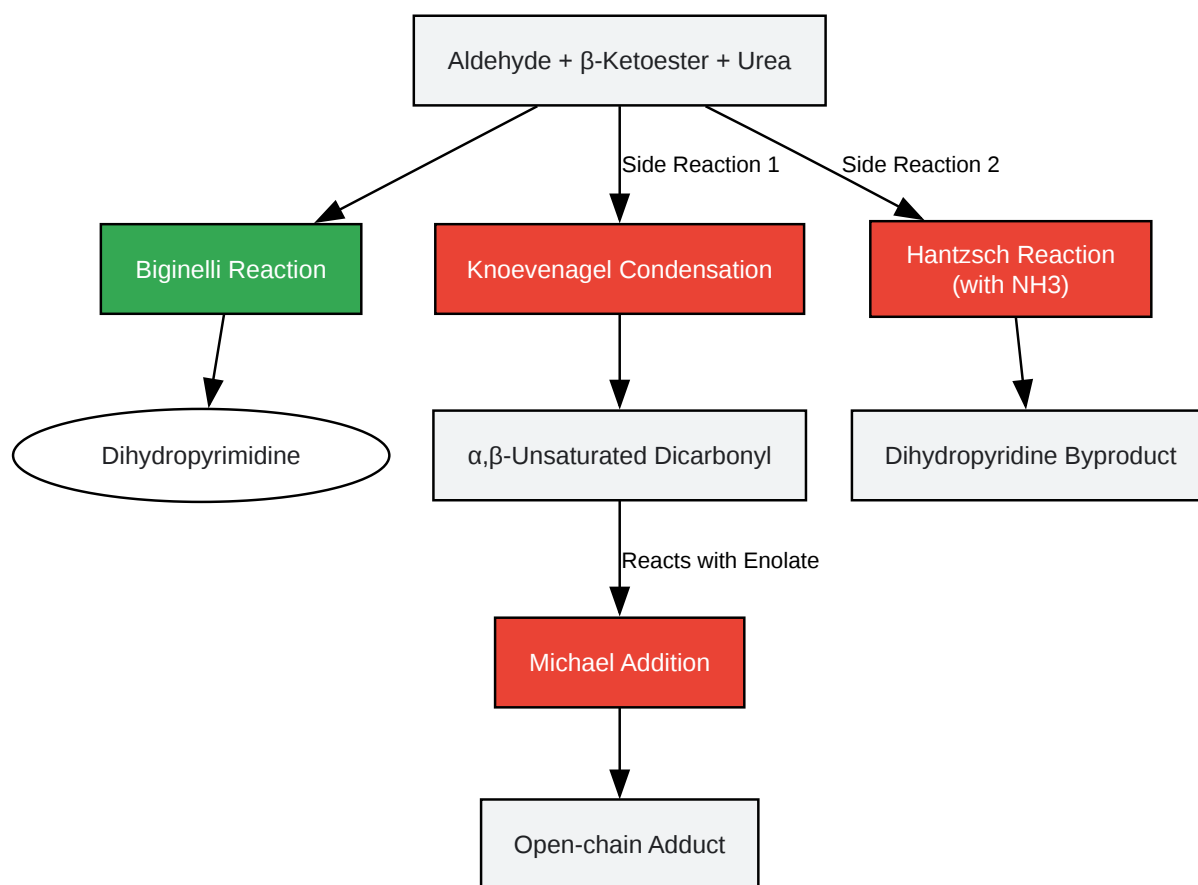 Aldehyde + β-Ketoester + Urea
Side Reaction 1
Side Reaction 2
Biginelli Reaction
Knoevenagel Condensation
Hantzsch Reaction
(with NH3)
Dihydropyrimidine
α,β-Unsaturated Dicarbonyl
Dihydropyridine Byproduct
Reacts with Enolate
Michael Addition
Open-chain Adduct